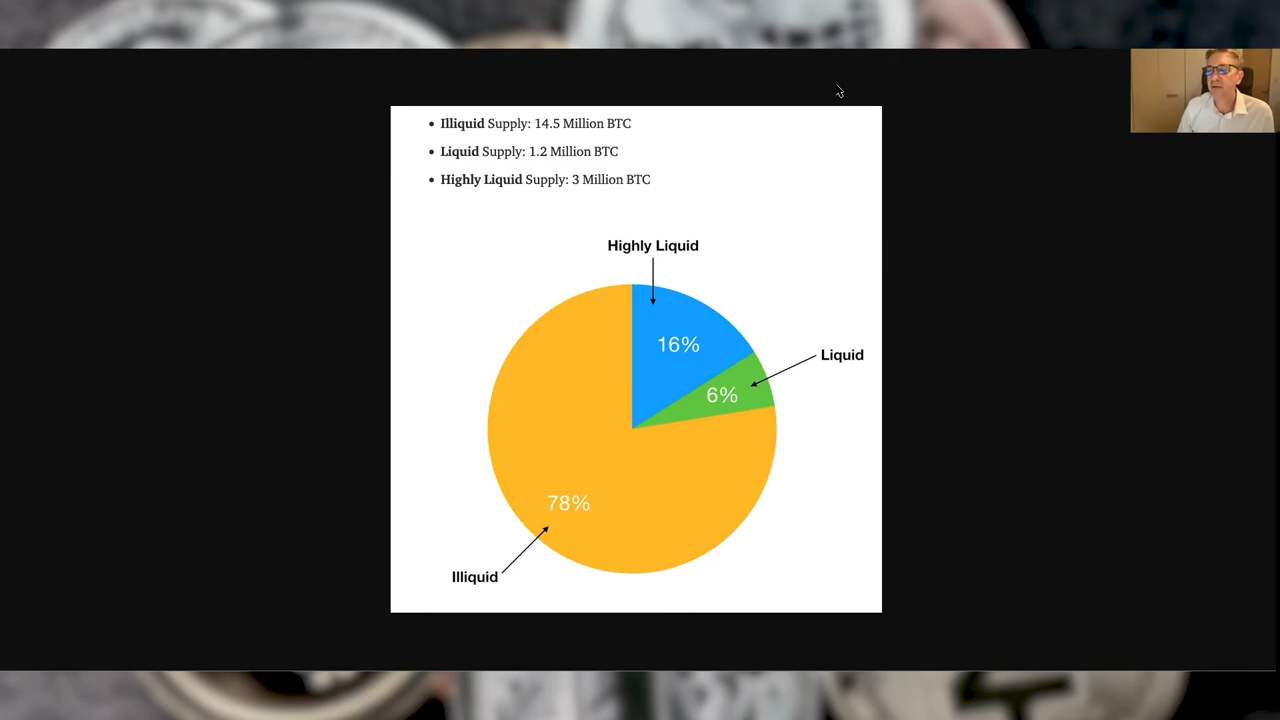 Illiquid Supply: 14.5 Million BTC
Liquid Supply: 1.2 Million BTC
Highly Liquid Supply: 3 Million BTC
Highly Liquid
16%
Liquid
6%
78%
Illiquid